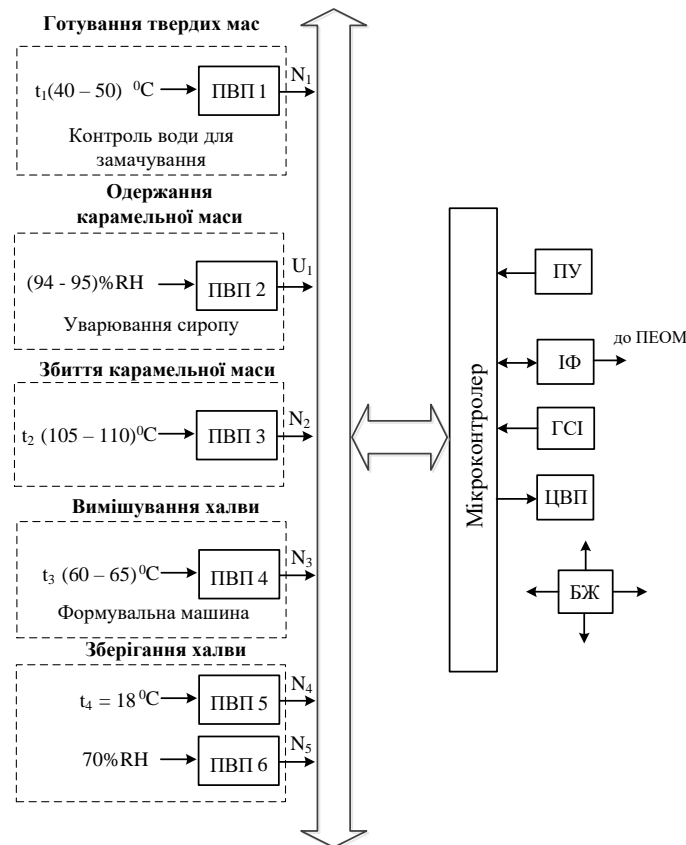 Готування твердих мас
t₁(40 – 50) ⁰C
ПВП 1
N₁
Контроль води для
замачування
Одержання
карамельної маси
(94 - 95)%RH
ПВП 2
U₁
Уварювання сиропу
Збиття карамельної маси
t₂ (105 – 110)⁰C
ПВП 3
N₂
Вимішування халви
t₃ (60 – 65)⁰C
ПВП 4
N₃
Формувальна машина
Зберігання халви
t₄ = 18⁰C
ПВП 5
N₄
70%RH
ПВП 6
N₅
Мікроконтролер
ПУ
ІФ
до ПЕОМ
ГСІ
ЦВП
БЖ